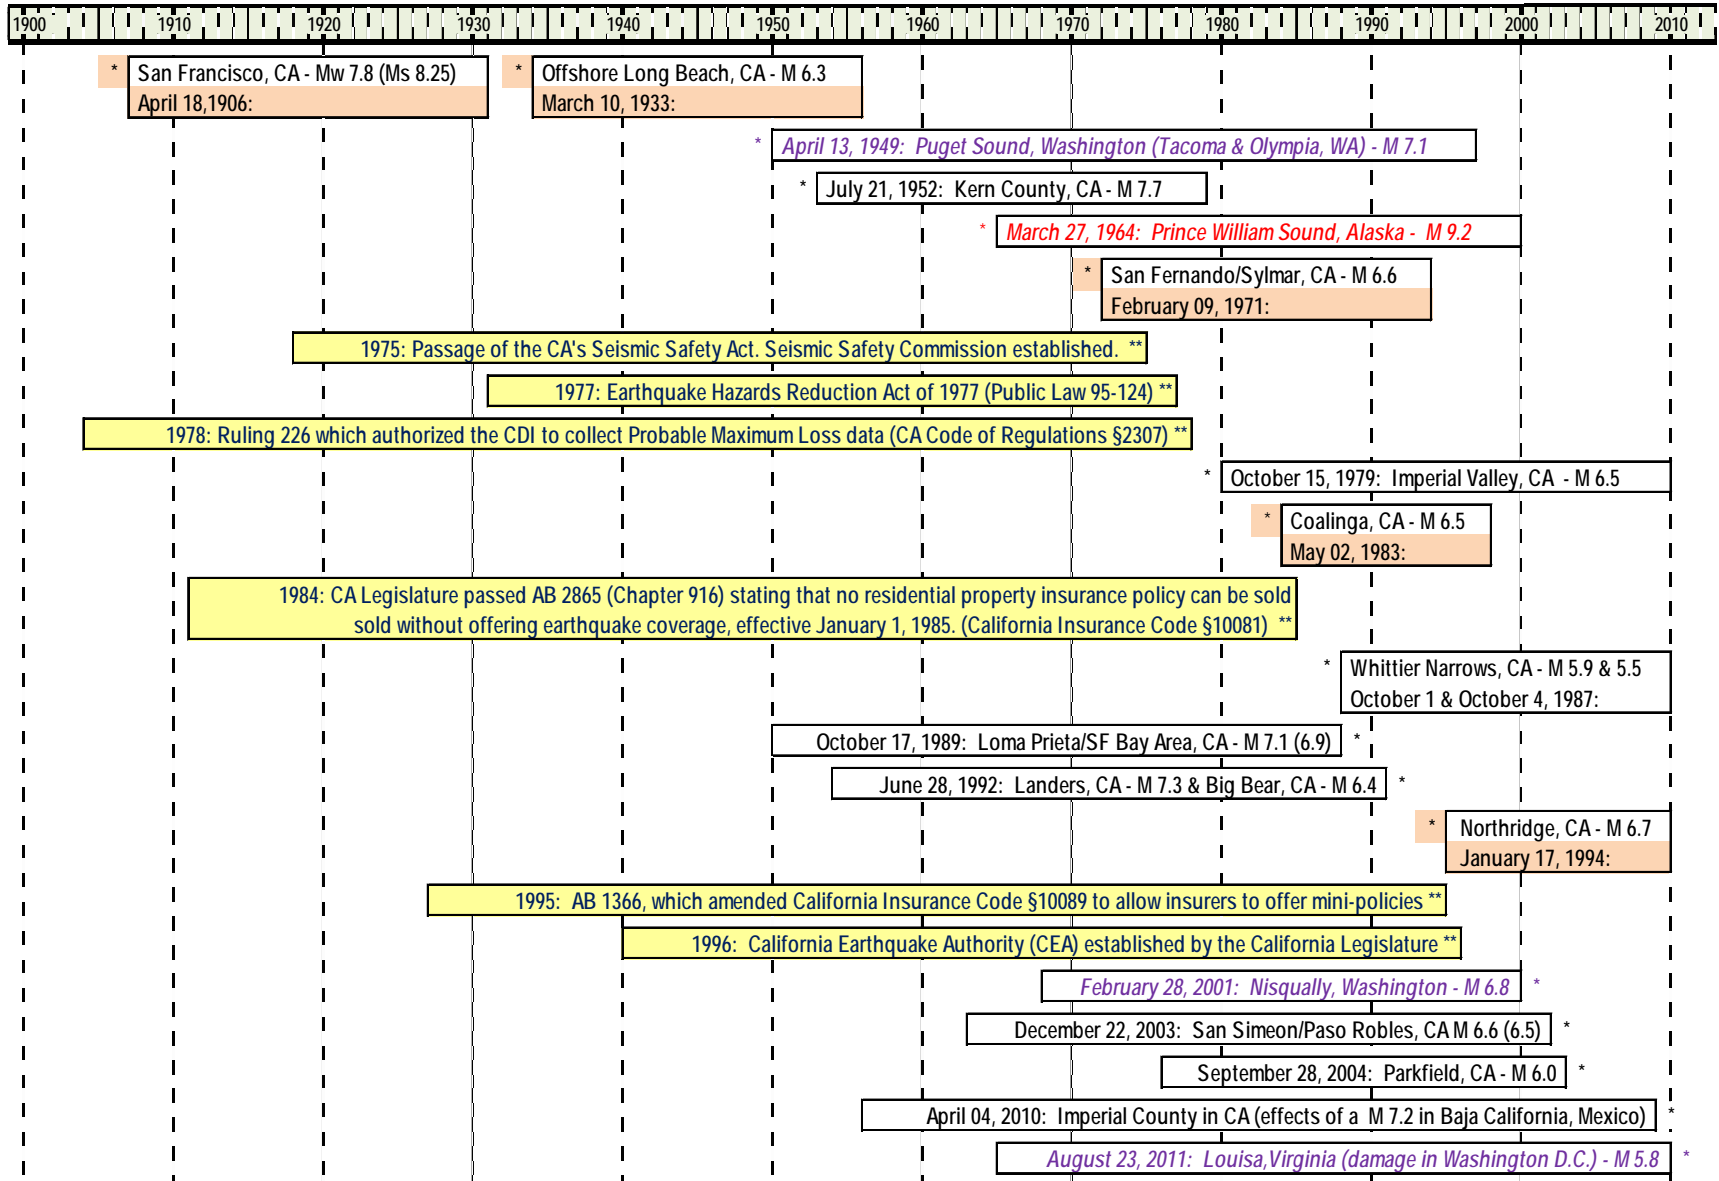 1900 1910 1920 1930 1940 1950 1960 1970 1980 1990 2000 2010
* San Francisco, CA - Mw 7.8 (Ms 8.25)
April 18,1906:
* Offshore Long Beach, CA - M 6.3
March 10, 1933:
* April 13, 1949: Puget Sound, Washington (Tacoma & Olympia, WA) - M 7.1
* July 21, 1952: Kern County, CA - M 7.7
* March 27, 1964: Prince William Sound, Alaska - M 9.2
* San Fernando/Sylmar, CA - M 6.6
February 09, 1971:
1975: Passage of the CA's Seismic Safety Act. Seismic Safety Commission established. **
1977: Earthquake Hazards Reduction Act of 1977 (Public Law 95-124) **
1978: Ruling 226 which authorized the CDI to collect Probable Maximum Loss data (CA Code of Regulations §2307) **
* October 15, 1979: Imperial Valley, CA - M 6.5
* Coalinga, CA - M 6.5
May 02, 1983:
1984: CA Legislature passed AB 2865 (Chapter 916) stating that no residential property insurance policy can be sold
sold without offering earthquake coverage, effective January 1, 1985. (California Insurance Code §10081) **
* Whittier Narrows, CA - M 5.9 & 5.5
October 1 & October 4, 1987:
October 17, 1989: Loma Prieta/SF Bay Area, CA - M 7.1 (6.9) *
June 28, 1992: Landers, CA - M 7.3 & Big Bear, CA - M 6.4 *
* Northridge, CA - M 6.7
January 17, 1994:
1995: AB 1366, which amended California Insurance Code §10089 to allow insurers to offer mini-policies **
1996: California Earthquake Authority (CEA) established by the California Legislature **
February 28, 2001: Nisqually, Washington - M 6.8 *
December 22, 2003: San Simeon/Paso Robles, CA M 6.6 (6.5) *
September 28, 2004: Parkfield, CA - M 6.0 *
April 04, 2010: Imperial County in CA (effects of a M 7.2 in Baja California, Mexico) *
August 23, 2011: Louisa,Virginia (damage in Washington D.C.) - M 5.8 *